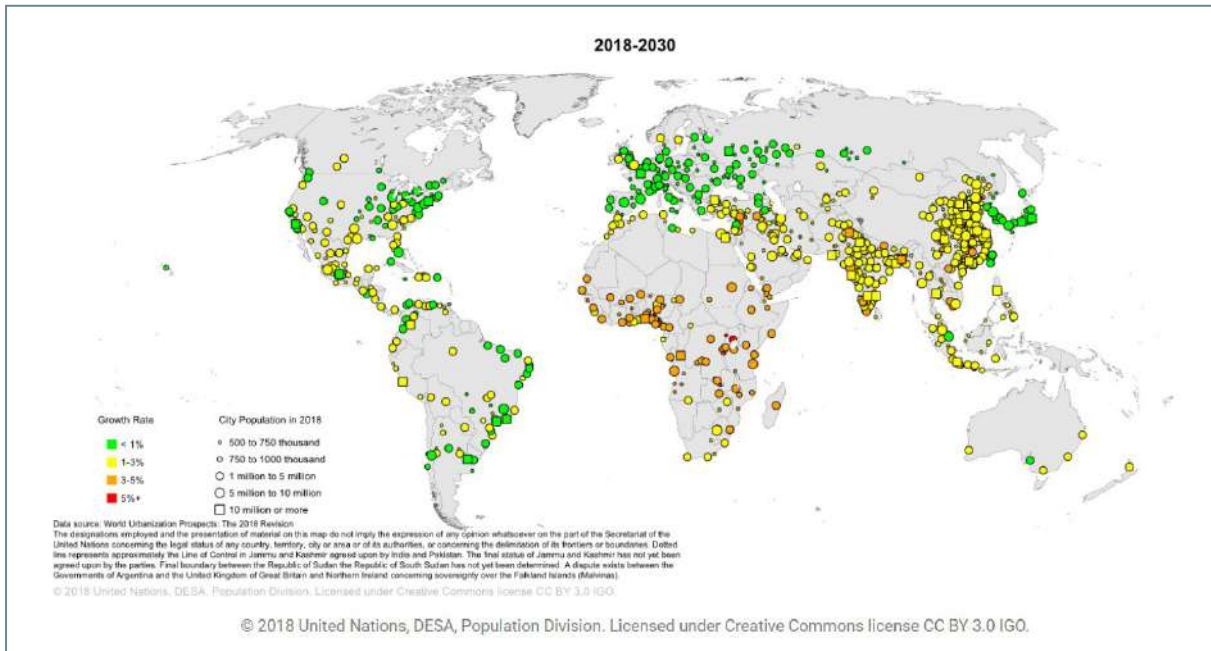 2018-2030
Growth Rate
< 1%
1-3%
3-5%
5%+
City Population in 2018
500 to 750 thousand
750 to 1000 thousand
1 million to 5 million
5 million to 10 million
10 million or more
Data source: World Urbanization Prospects: The 2018 Revision
The designations employed and the presentation of material on this map do not imply the expression of any opinion whatsoever on the part of the Secretariat of the
United Nations concerning the legal status of any country, territory, city or area or of its authorities, or concerning the delimitation of its frontiers or boundaries. Dotted
line represents approximately the Line of Control in Jammu and Kashmir agreed upon by India and Pakistan. The final status of Jammu and Kashmir has not yet been
agreed upon by the parties. Final boundary between the Republic of Sudan the Republic of South Sudan has not yet been determined. A dispute exists between the
Governments of Argentina and the United Kingdom of Great Britain and Northern Ireland concerning sovereignty over the Falkland Islands (Malvinas).
© 2018 United Nations, DESA, Population Division. Licensed under Creative Commons license CC BY 3.0 IGO.
© 2018 United Nations, DESA, Population Division. Licensed under Creative Commons license CC BY 3.0 IGO.